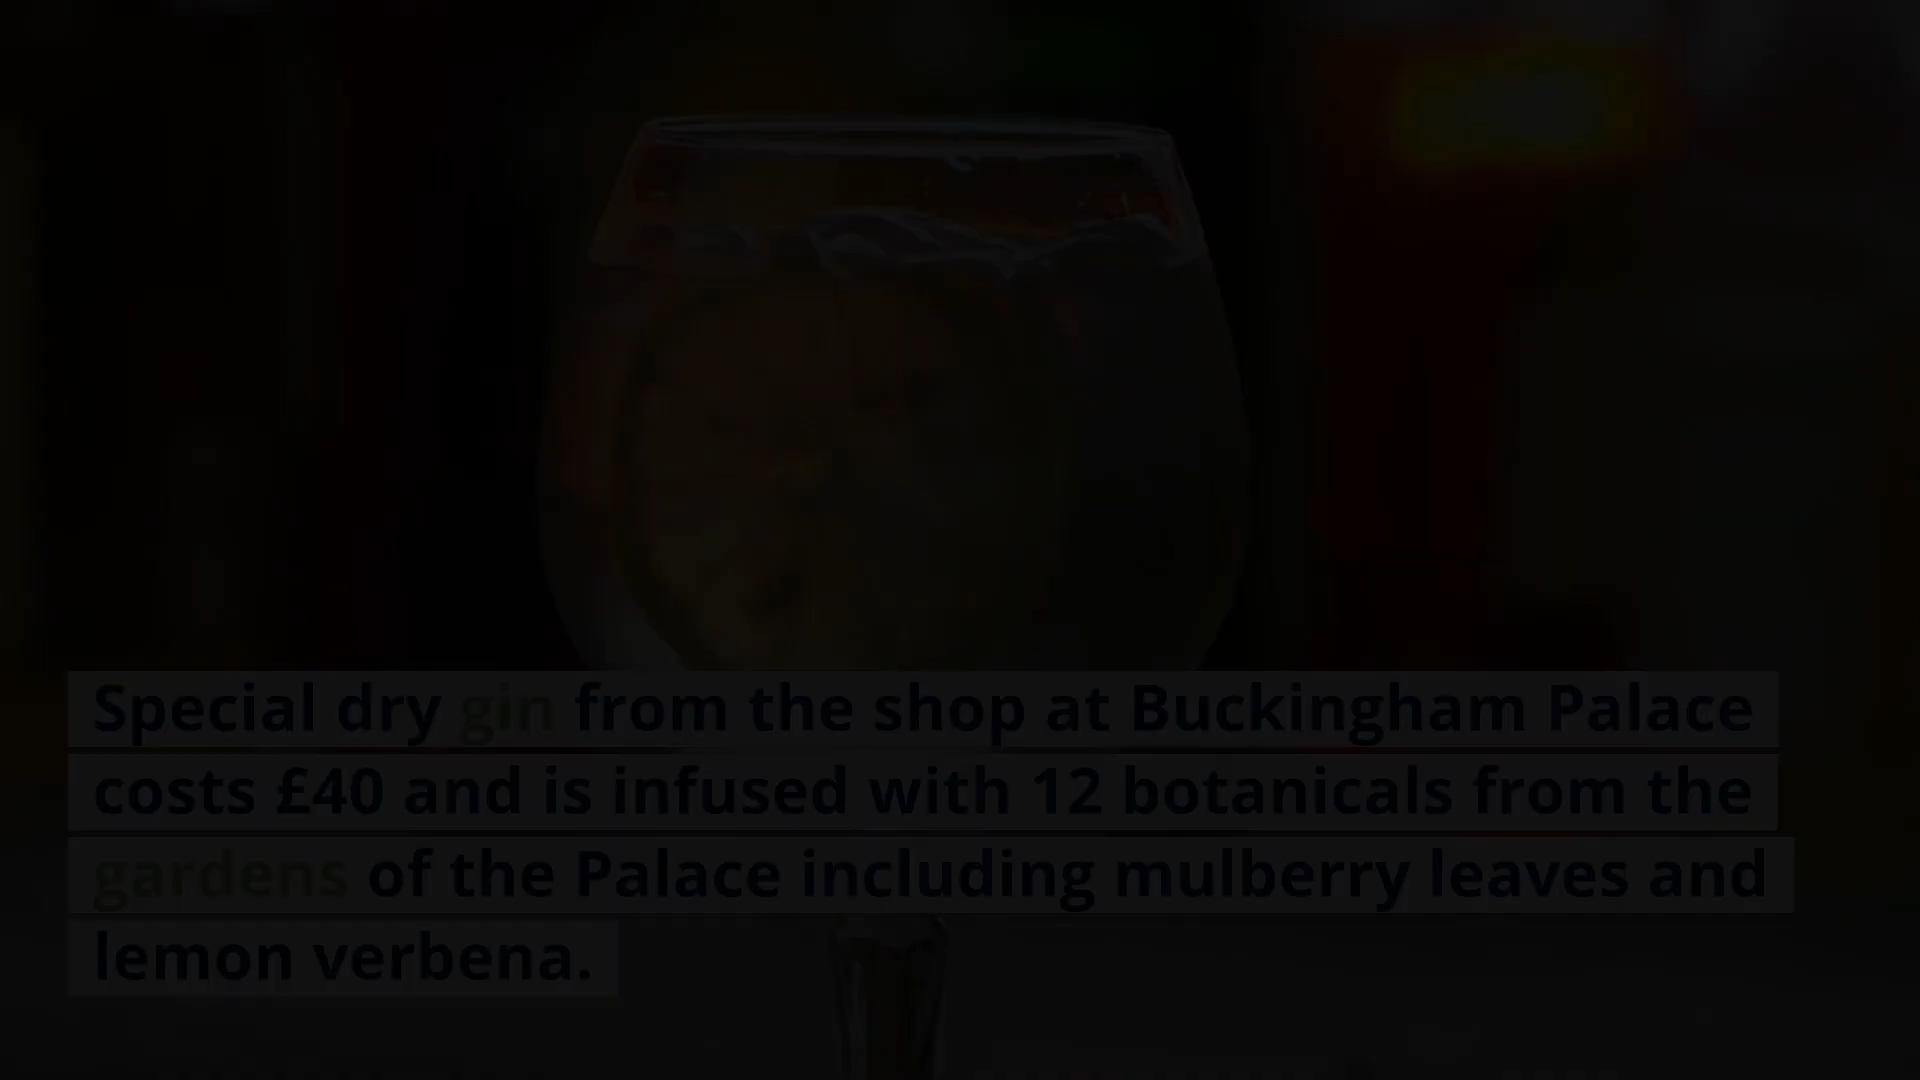 Special dry gin from the shop at Buckingham Palace
costs £40 and is infused with 12 botanicals from the
gardens of the Palace including mulberry leaves and
lemon verbena.